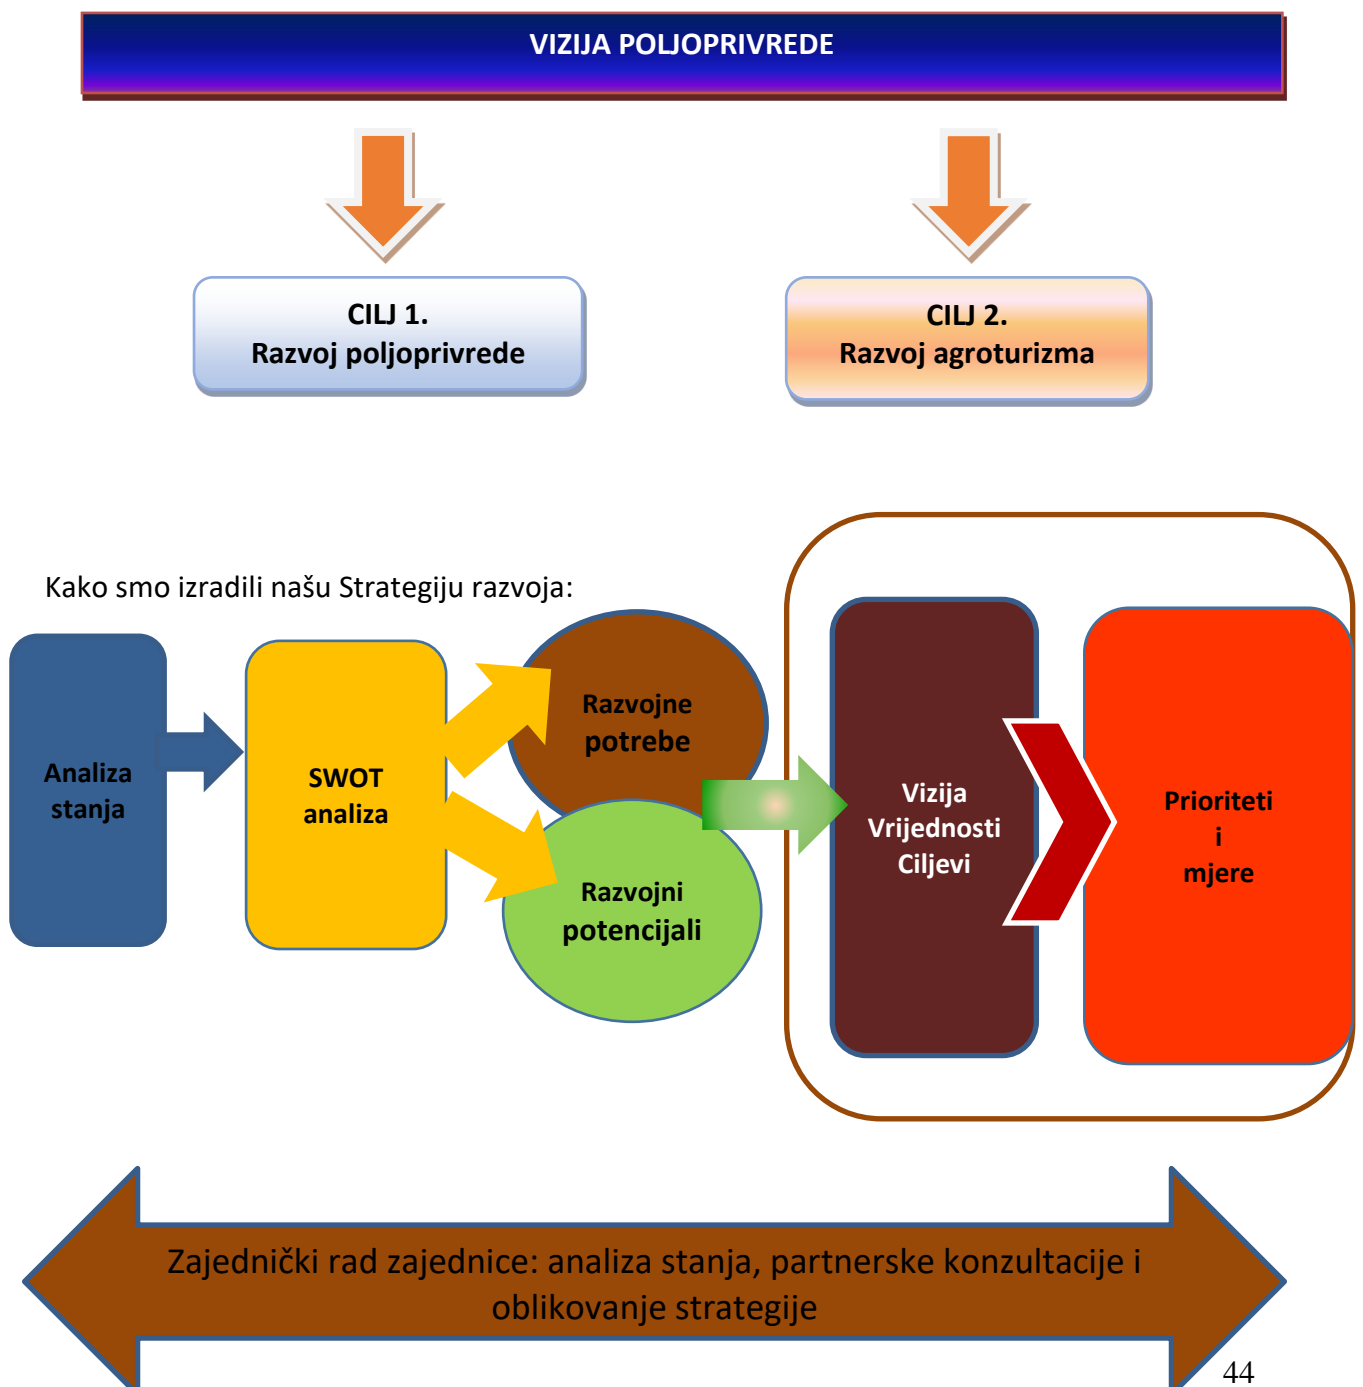 VIZIJA POLJOPRIVREDE
CILJ 1.
Razvoj poljoprivrede
CILJ 2.
Razvoj agroturizma
Kako smo izradili našu Strategiju razvoja:
Analiza
stanja
SWOT
analiza
Razvojne
potrebe
Razvojni
potencijali
Vizija
Vrijednosti
Ciljevi
Prioriteti
i
mjere
Zajednički rad zajednice: analiza stanja, partnerske konzultacije i
oblikovanje strategije
44